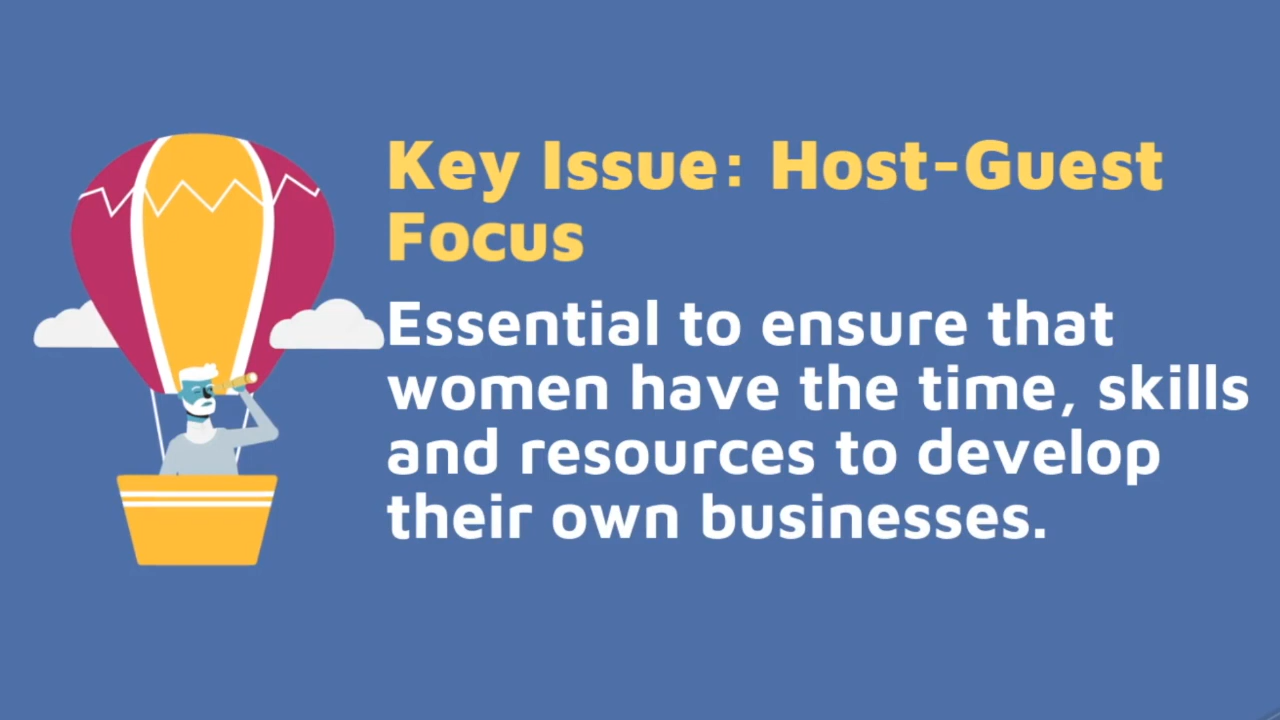 Key Issue: Host-Guest
Focus
Essential to ensure that
women have the time, skills
and resources to develop
their own businesses.